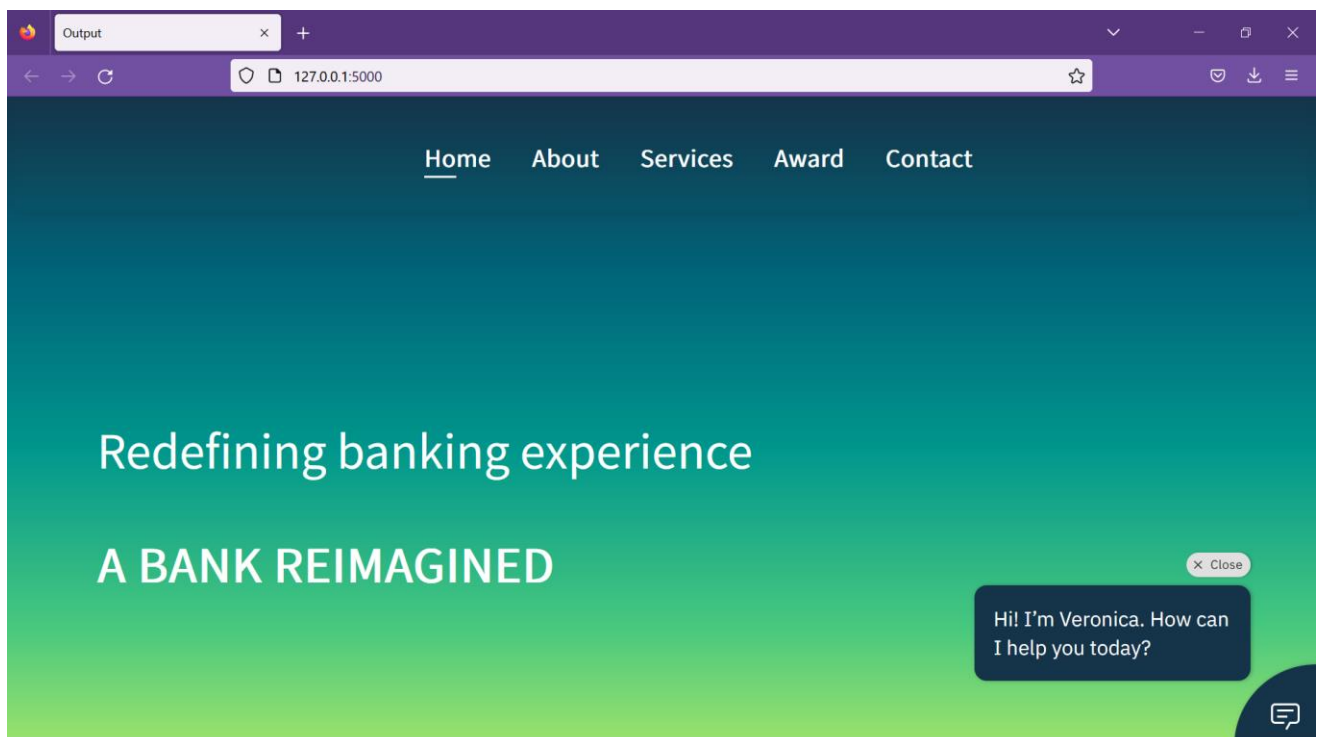 Output
127.0.0.1:5000
Home About Services Award Contact
Redefining banking experience
A BANK REIMAGINED
Close
Hi! I’m Veronica. How can
I help you today?